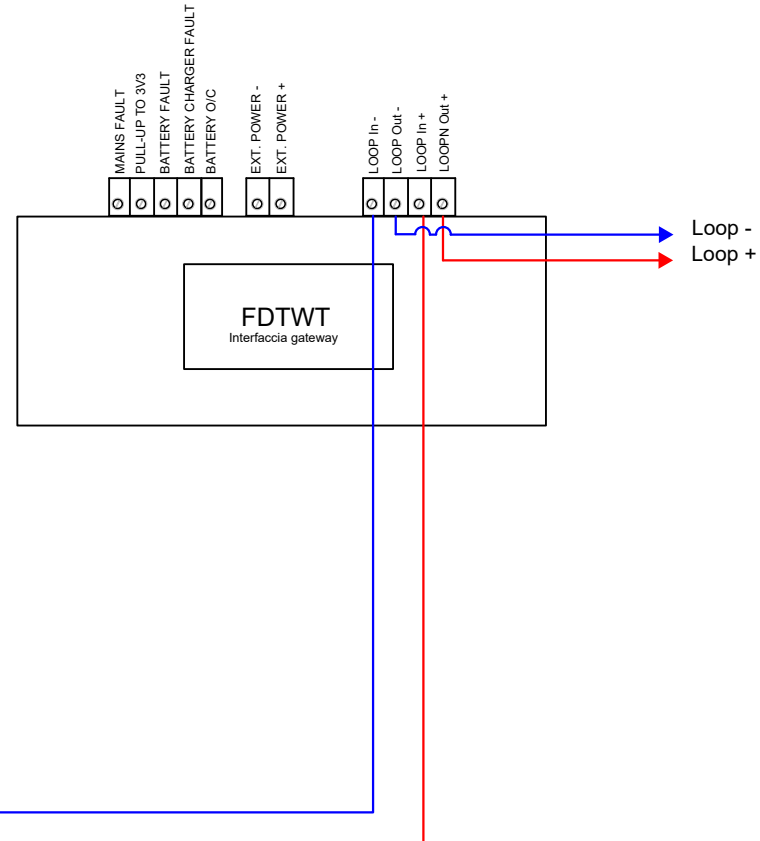 MAINS FAULT
PULL-UP TO 3V3
BATTERY FAULT
BATTERY CHARGER FAULT
BATTERY O/C
EXT. POWER -
EXT. POWER +
LOOP In -
LOOP Out -
LOOP In +
LOOPN Out +
Loop -
Loop +
FDTWT
Interfaccia gateway